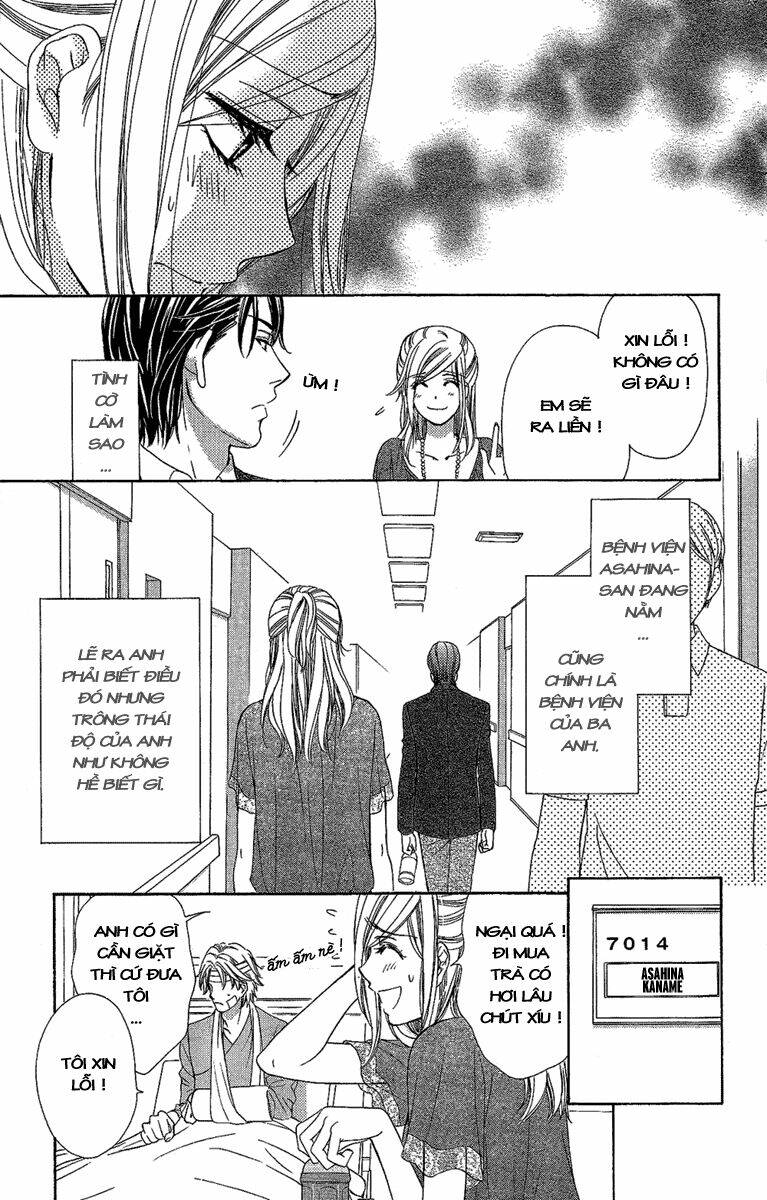 XIN LỖI !
KHÔNG CÓ
GÌ ĐÂU !
EM SẼ
RA LIỀN !
ỪM !
TÌNH
CỜ
LÀM
SAO
...
BỆNH VIỆN
ASAHINA-
SAN ĐANG
NẰM
...
CŨNG
CHÍNH LÀ
BỆNH VIỆN
CỦA BA
ANH.
LẼ RA ANH
PHẢI BIẾT ĐIỀU
ĐÓ NHƯNG
TRÔNG THÁI
ĐỘ CỦA ANH
NHƯ KHÔNG
HỀ BIẾT GÌ.
7014
ASAHINA
KANAME
NGẠI QUÁ !
ĐI MUA
TRÀ CÓ
HƠI LÂU
CHÚT XÍU !
ấm ấm nè !
ANH CÓ GÌ
CẦN GIẶT
THÌ CỨ ĐƯA
TÔI
...
TÔI XIN
LỖI !